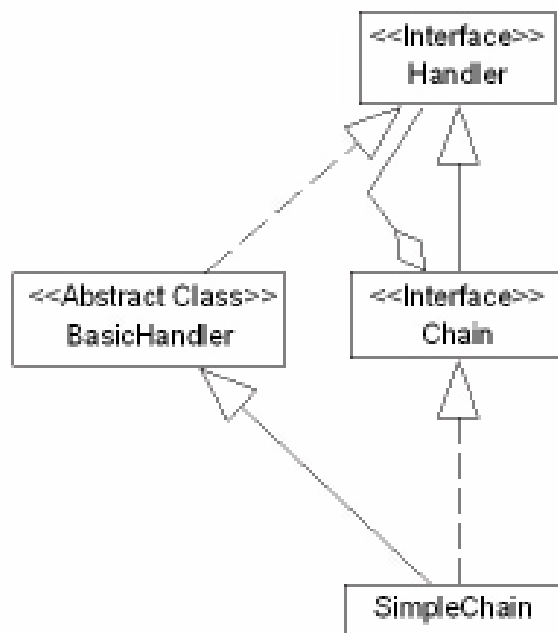 <<Interface>>
Handler
<<Abstract Class>>
BasicHandler
<<Interface>>
Chain
SimpleChain